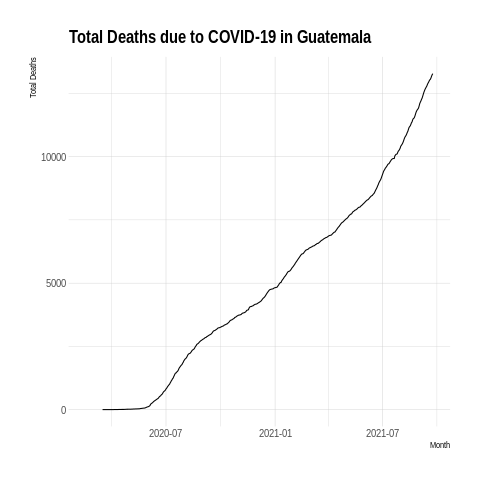 Total Deaths due to COVID-19 in Guatemala
Total Deaths
10000
5000
0
2020-07 2021-01 2021-07
Month